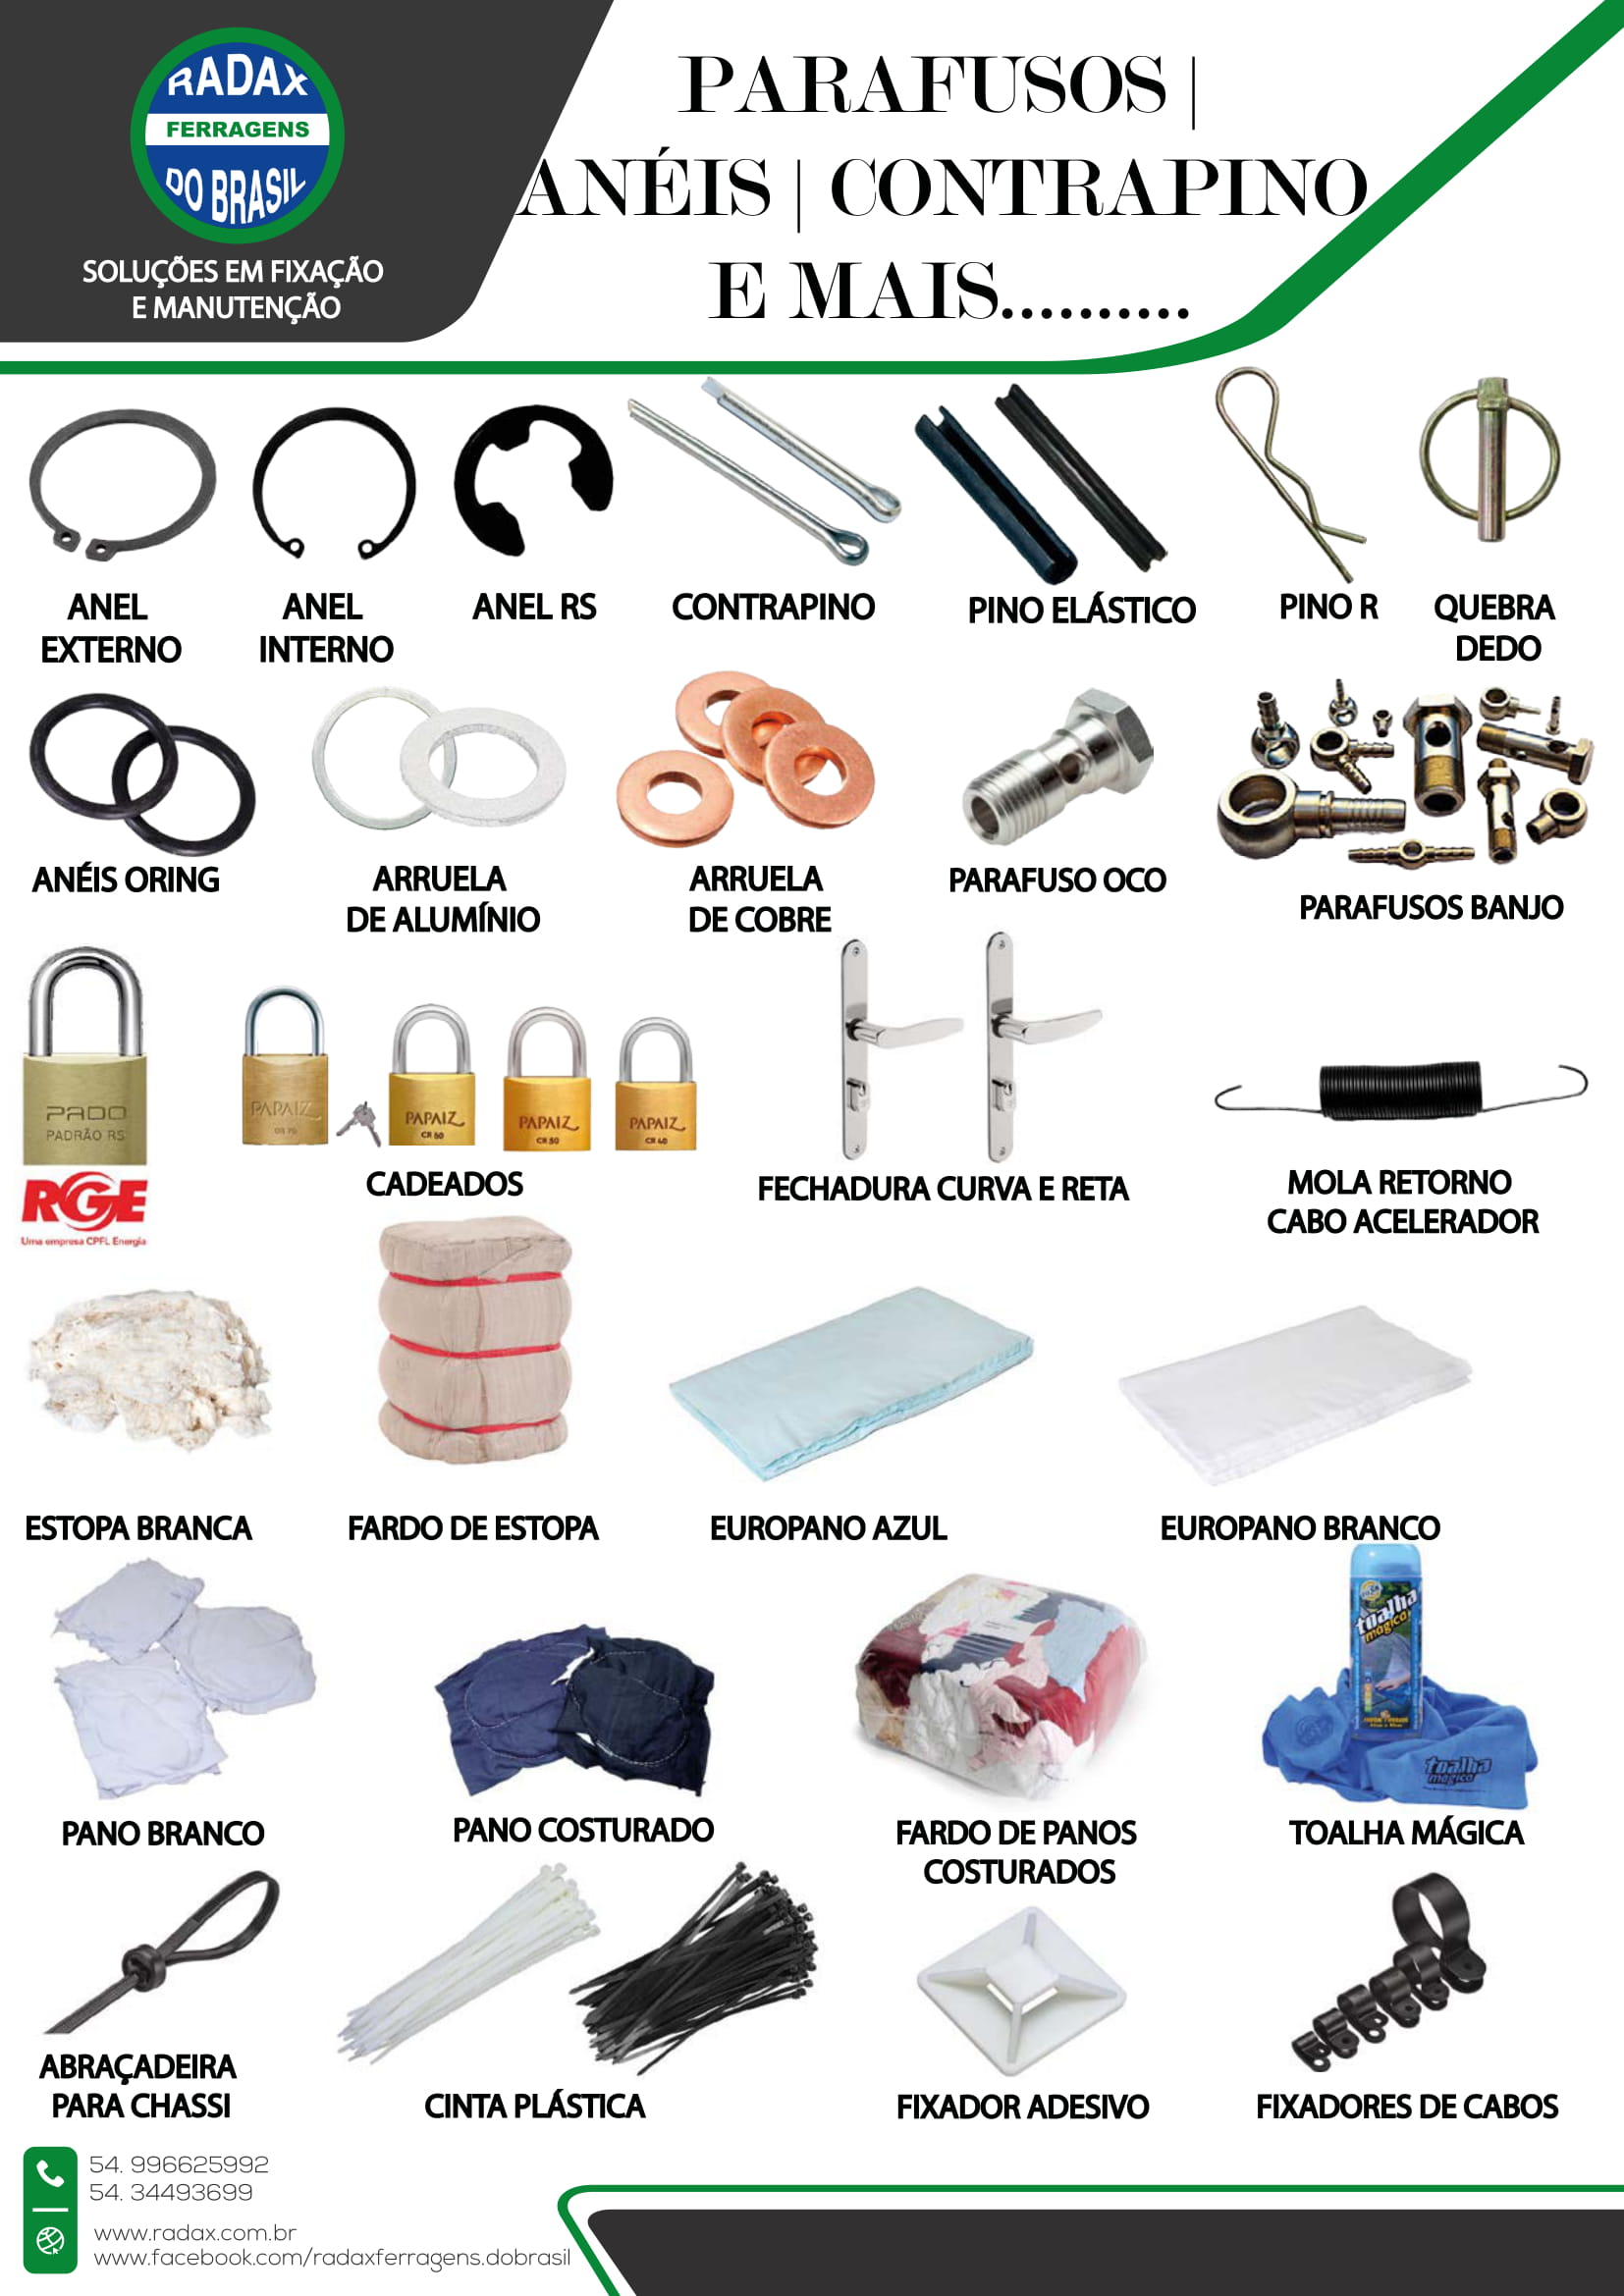 RADAX
FERRAGENS
DO BRASIL
SOLUÇÕES EM FIXAÇÃO
E MANUTENÇÃO
PARAFUSOS |
ANÉIS | CONTRAPINO
E MAIS..........
ANEL
EXTERNO
ANEL
INTERNO
ANEL RS
CONTRAPINO
PINO ELÁSTICO
PINO R
QUEBRA
DEDO
ANÉIS ORING
ARRUELA
DE ALUMÍNIO
ARRUELA
DE COBRE
PARAFUSO OCO
PARAFUSOS BANJO
PADO
PADRÃO RS
RGE
Uma empresa CPFL Energia
PAPAIZ
CR 70
PAPAIZ
CR 60
PAPAIZ
CR 50
PAPAIZ
CR 40
CADEADOS
FECHADURA CURVA E RETA
MOLA RETORNO
CABO ACELERADOR
ESTOPA BRANCA
FARDO DE ESTOPA
EUROPANO AZUL
EUROPANO BRANCO
PANO BRANCO
PANO COSTURADO
FARDO DE PANOS
COSTURADOS
toalha
mágica
toalha
mágica
TOALHA MÁGICA
ABRAÇADEIRA
PARA CHASSI
CINTA PLÁSTICA
FIXADOR ADESIVO
FIXADORES DE CABOS
54. 996625992
54. 34493699
www.radax.com.br
www.facebook.com/radaxferragens.dobrasil